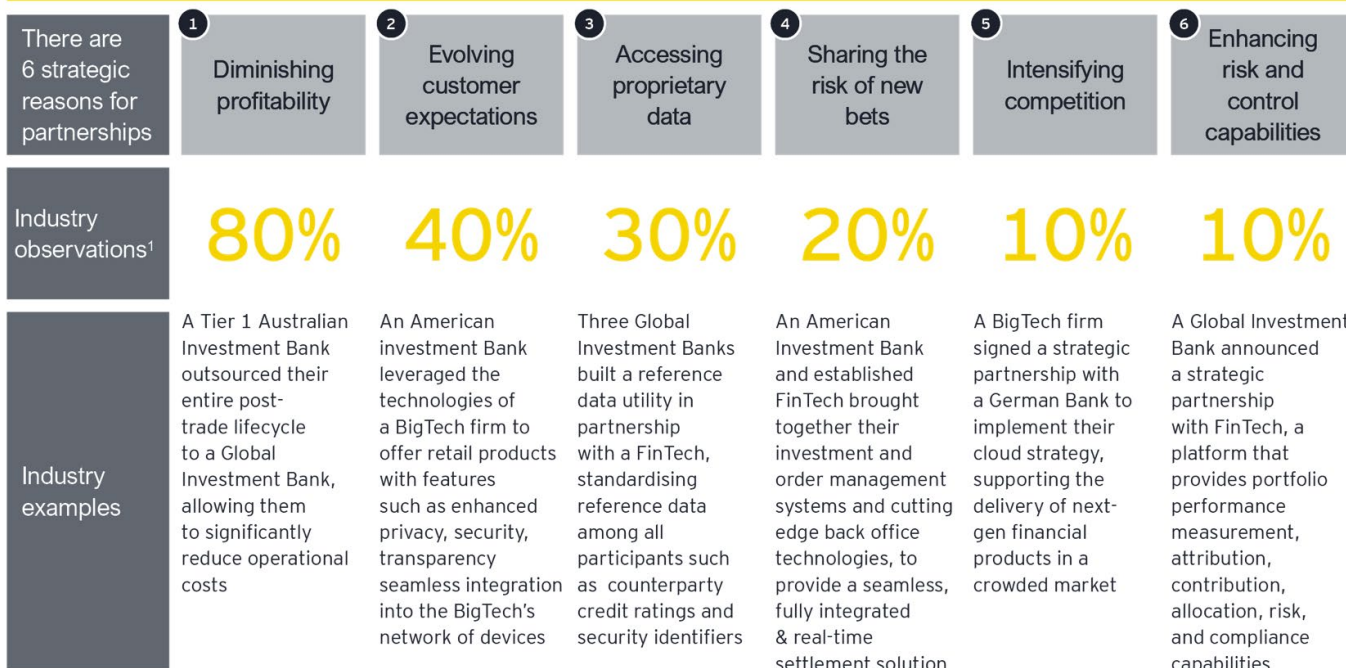 There are
6 strategic
reasons for
partnerships
1
Diminishing
profitability
2
Evolving
customer
expectations
3
Accessing
proprietary
data
4
Sharing the
risk of new
bets
5
Intensifying
competition
6
Enhancing
risk and
control
capabilities
Industry
observations¹
80%
40%
30%
20%
10%
10%
Industry
examples
A Tier 1 Australian
Investment Bank
outsourced their
entire post-
trade lifecycle
to a Global
Investment Bank,
allowing them
to significantly
reduce operational
costs
An American
investment Bank
leveraged the
technologies of
a BigTech firm to
offer retail products
with features
such as enhanced
privacy, security,
transparency
seamless integration
into the BigTech's
network of devices
Three Global
Investment Banks
built a reference
data utility in
partnership
with a FinTech,
standardising
reference data
among all
participants such
as counterparty
credit ratings and
security identifiers
An American
Investment Bank
and established
FinTech brought
together their
investment and
order management
systems and cutting
edge back office
technologies, to
provide a seamless,
fully integrated
& real-time
settlement solution
A BigTech firm
signed a strategic
partnership with
a German Bank to
implement their
cloud strategy,
supporting the
delivery of next-
gen financial
products in a
crowded market
A Global Investment
Bank announced
a strategic
partnership
with FinTech, a
platform that
provides portfolio
performance
measurement,
attribution,
contribution,
allocation, risk,
and compliance
capabilities